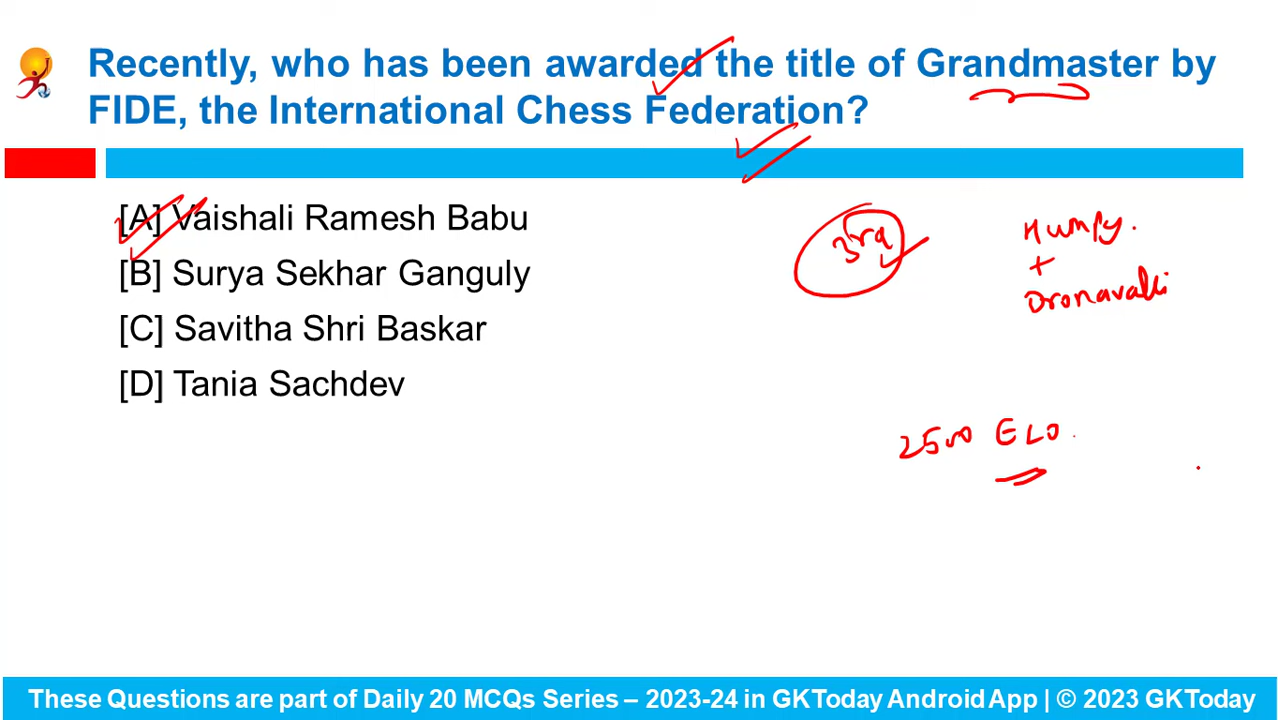 Recently, who has been awarded the title of Grandmaster by
FIDE, the International Chess Federation?
[A] Vaishali Ramesh Babu
[B] Surya Sekhar Ganguly
[C] Savitha Shri Baskar
[D] Tania Sachdev
3rd
Humpy.
+
Dronavalli
2500 ELO.
These Questions are part of Daily 20 MCQs Series – 2023-24 in GKToday Android App | © 2023 GKToday